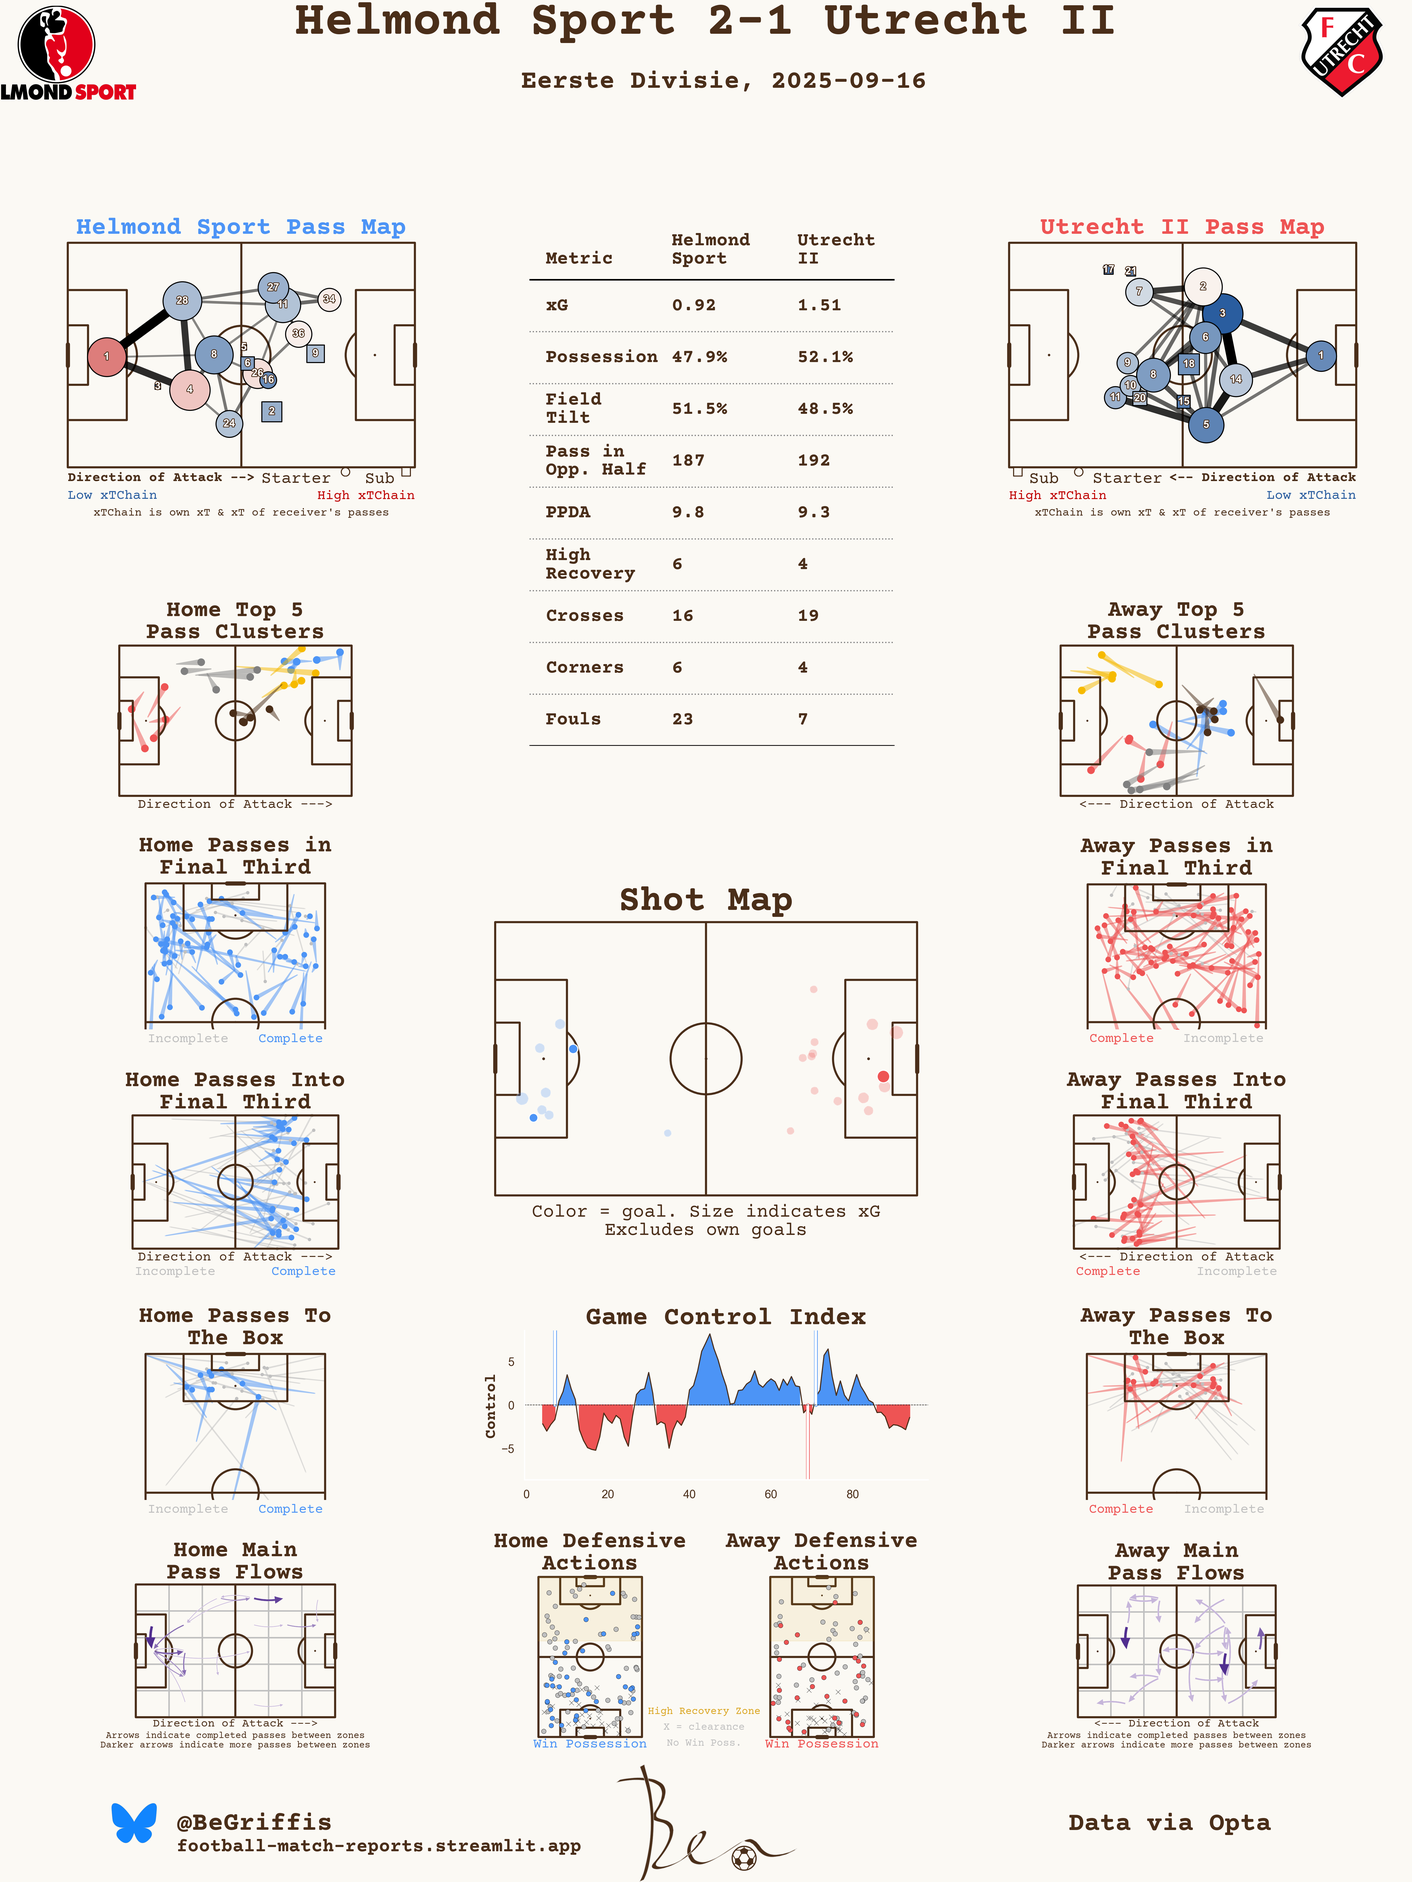 Helmond Sport 2-1 Utrecht II
Eerste Divisie, 2025-09-16
LMOND SPORT
F
UTRECHT
C
Helmond Sport Pass Map
1
28
4
3
8
24
27
11
34
36
5
6
26
16
9
2
Direction of Attack --> Starter Sub
Low xTChain High xTChain
xTChain is own xT & xT of receiver's passes
Metric Helmond Sport Utrecht II
xG 0.92 1.51
Possession 47.9% 52.1%
Field Tilt 51.5% 48.5%
Pass in Opp. Half 187 192
PPDA 9.8 9.3
High Recovery 6 4
Crosses 16 19
Corners 6 4
Fouls 23 7
Utrecht II Pass Map
17
21
7
2
3
6
1
9
18
8
10
14
11
20
15
5
Sub Starter <-- Direction of Attack
High xTChain Low xTChain
xTChain is own xT & xT of receiver's passes
Home Top 5
Pass Clusters
Direction of Attack --->
Away Top 5
Pass Clusters
<--- Direction of Attack
Home Passes in
Final Third
Incomplete Complete
Away Passes in
Final Third
Complete Incomplete
Shot Map
Color = goal. Size indicates xG
Excludes own goals
Home Passes Into
Final Third
Direction of Attack --->
Incomplete Complete
Away Passes Into
Final Third
<--- Direction of Attack
Complete Incomplete
Home Passes To
The Box
Incomplete Complete
Game Control Index
Control
5
0
−5
0 20 40 60 80
Away Passes To
The Box
Complete Incomplete
Home Main
Pass Flows
Direction of Attack --->
Arrows indicate completed passes between zones
Darker arrows indicate more passes between zones
Home Defensive
Actions
Win Possession
High Recovery Zone
X = clearance
No Win Poss.
Away Defensive
Actions
Win Possession
Away Main
Pass Flows
<--- Direction of Attack
Arrows indicate completed passes between zones
Darker arrows indicate more passes between zones
@BeGriffis
football-match-reports.streamlit.app
Ben
Data via Opta